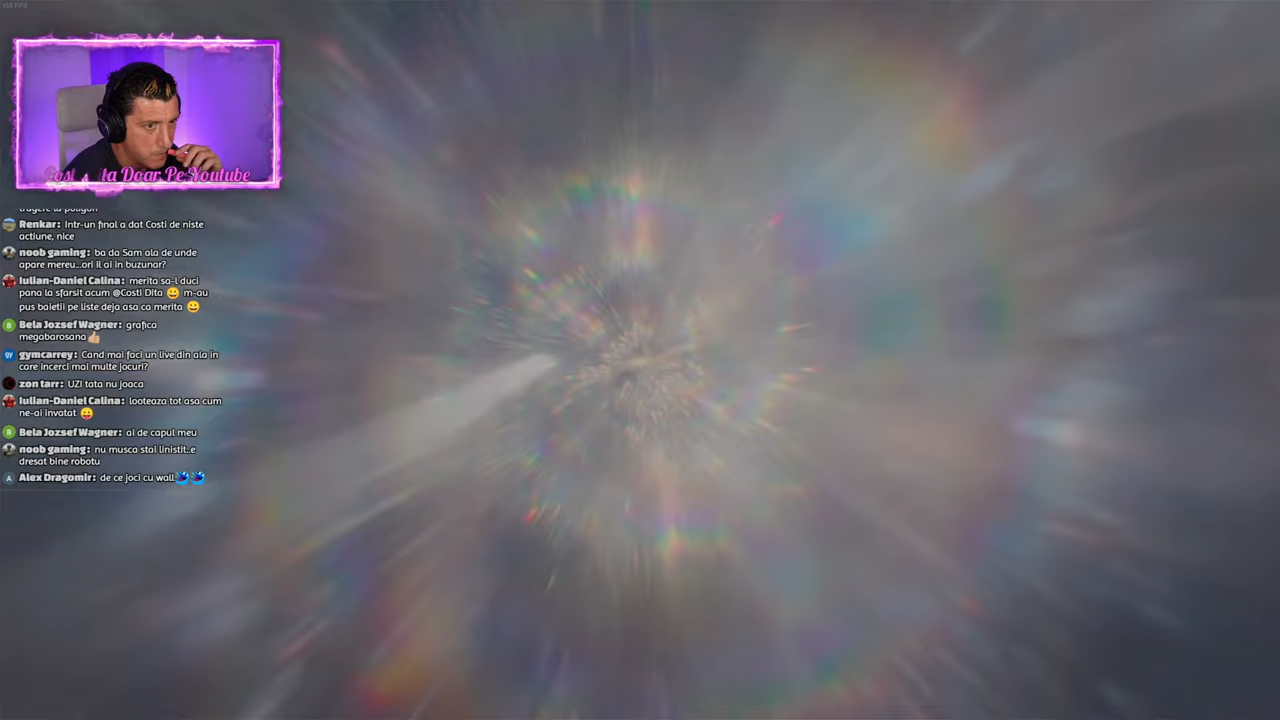 Costi Dita Doar Pe Youtube
tragere la poligon
Renkar: Intr-un final a dat Costi de niste
actiune, nice
noob gaming: ba da Sam ala de unde
apare mereu...ori il ai in buzunar?
Iulian-Daniel Calina: merita sa-l duci
pana la sfarsit acum @Costi Dita 😄 m-au
pus baietii pe liste deja asa ca merita 😄
Bela Jozsef Wagner: grafica
megabarosana👍🏼
gymcarrey: Cand mai faci un live din ala in
care incerci mai multe jocuri?
zøn tarr: UZI tata nu joaca
Iulian-Daniel Calina: looteaza tot asa cum
ne-ai invatat 😛
Bela Jozsef Wagner: ai de capul meu
noob gaming: nu musca stai linistit..e
dresat bine robotu
Alex Dragomir: de ce joci cu wall